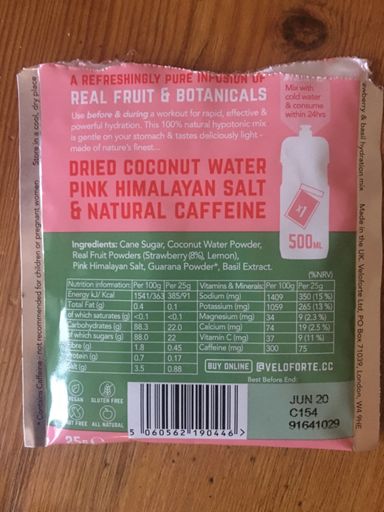 A REFRESHINGLY PURE INFUSION OF
REAL FRUIT & BOTANICALS
Use before & during a workout for rapid, effective &
powerful hydration. This 100% natural hypotonic mix
is gentle on your stomach & tastes deliciously light -
made of nature's finest...
DRIED COCONUT WATER
PINK HIMALAYAN SALT
& NATURAL CAFFEINE
Mix with
cold water
& consume
within 24hrs
x1
500ML
Ingredients: Cane Sugar, Coconut Water Powder,
Real Fruit Powders (Strawberry (8%), Lemon),
Pink Himalayan Salt, Guarana Powder*, Basil Extract.
(%NRV)
Nutrition information: Per 100g Per 25g
Energy kJ/ Kcal 1541/363 385/91
Total Fat (g) 0.4 0.1
of which saturates (g) <0.1 <0.1
Carbohydrates (g) 88.3 22.0
of which sugars (g) 88.0 22
Fibre (g) 1.8 0.45
Protein (g) 0.7 0.17
Salt (g) 3.5 0.88
Vitamins & Minerals: Per 100g Per 25g
Sodium (mg) 1409 350 (15 %)
Potassium (mg) 1059 265 (13 %)
Magnesium (mg) 34 9 (2.3 %)
Calcium (mg) 74 19 (2.5 %)
Vitamin C (mg) 37 9 (11 %)
Caffeine (mg) 300 75
BUY ONLINE @VELOFORTE.CC
Best Before End:
JUN 20
C154
91641029
VEGAN GLUTEN FREE
NUT FREE ALL NATURAL
25g
5 060562 190446 >
* Contains Caffeine - not recommended for children or pregnant women
Store in a cool, dry place
& basil hydration mix
Made in the UK. Veloforte Ltd, PO Box 71039, London, W4 9HE